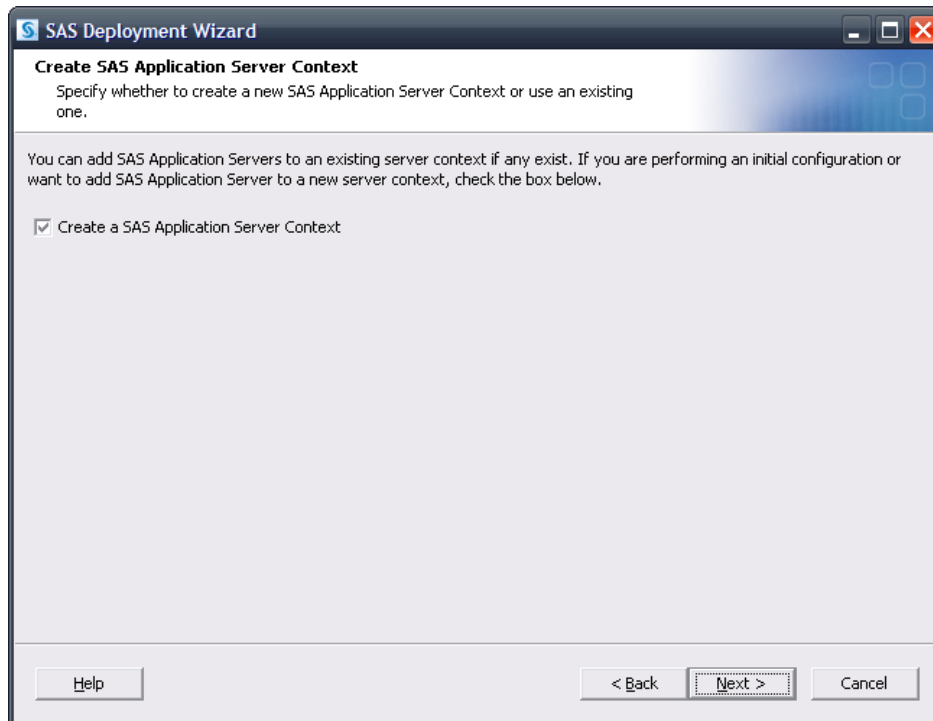 SAS Deployment Wizard
Create SAS Application Server Context
Specify whether to create a new SAS Application Server Context or use an existing
one.
You can add SAS Application Servers to an existing server context if any exist. If you are performing an initial configuration or
want to add SAS Application Server to a new server context, check the box below.
Create a SAS Application Server Context
Help
< Back
Next >
Cancel